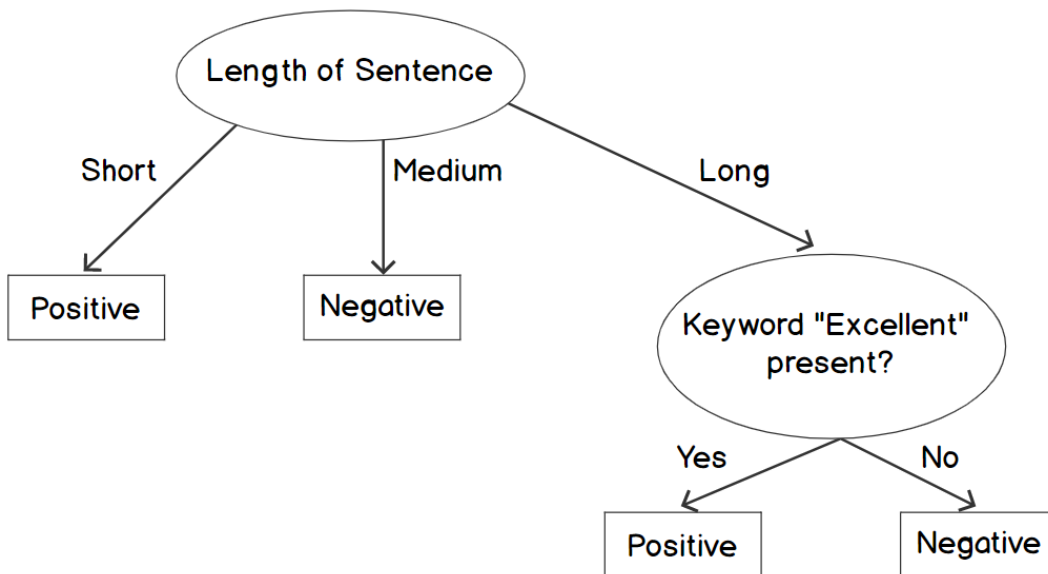 Length of Sentence
Short
Medium
Long
Positive
Negative
Keyword "Excellent"
present?
Yes
No
Positive
Negative